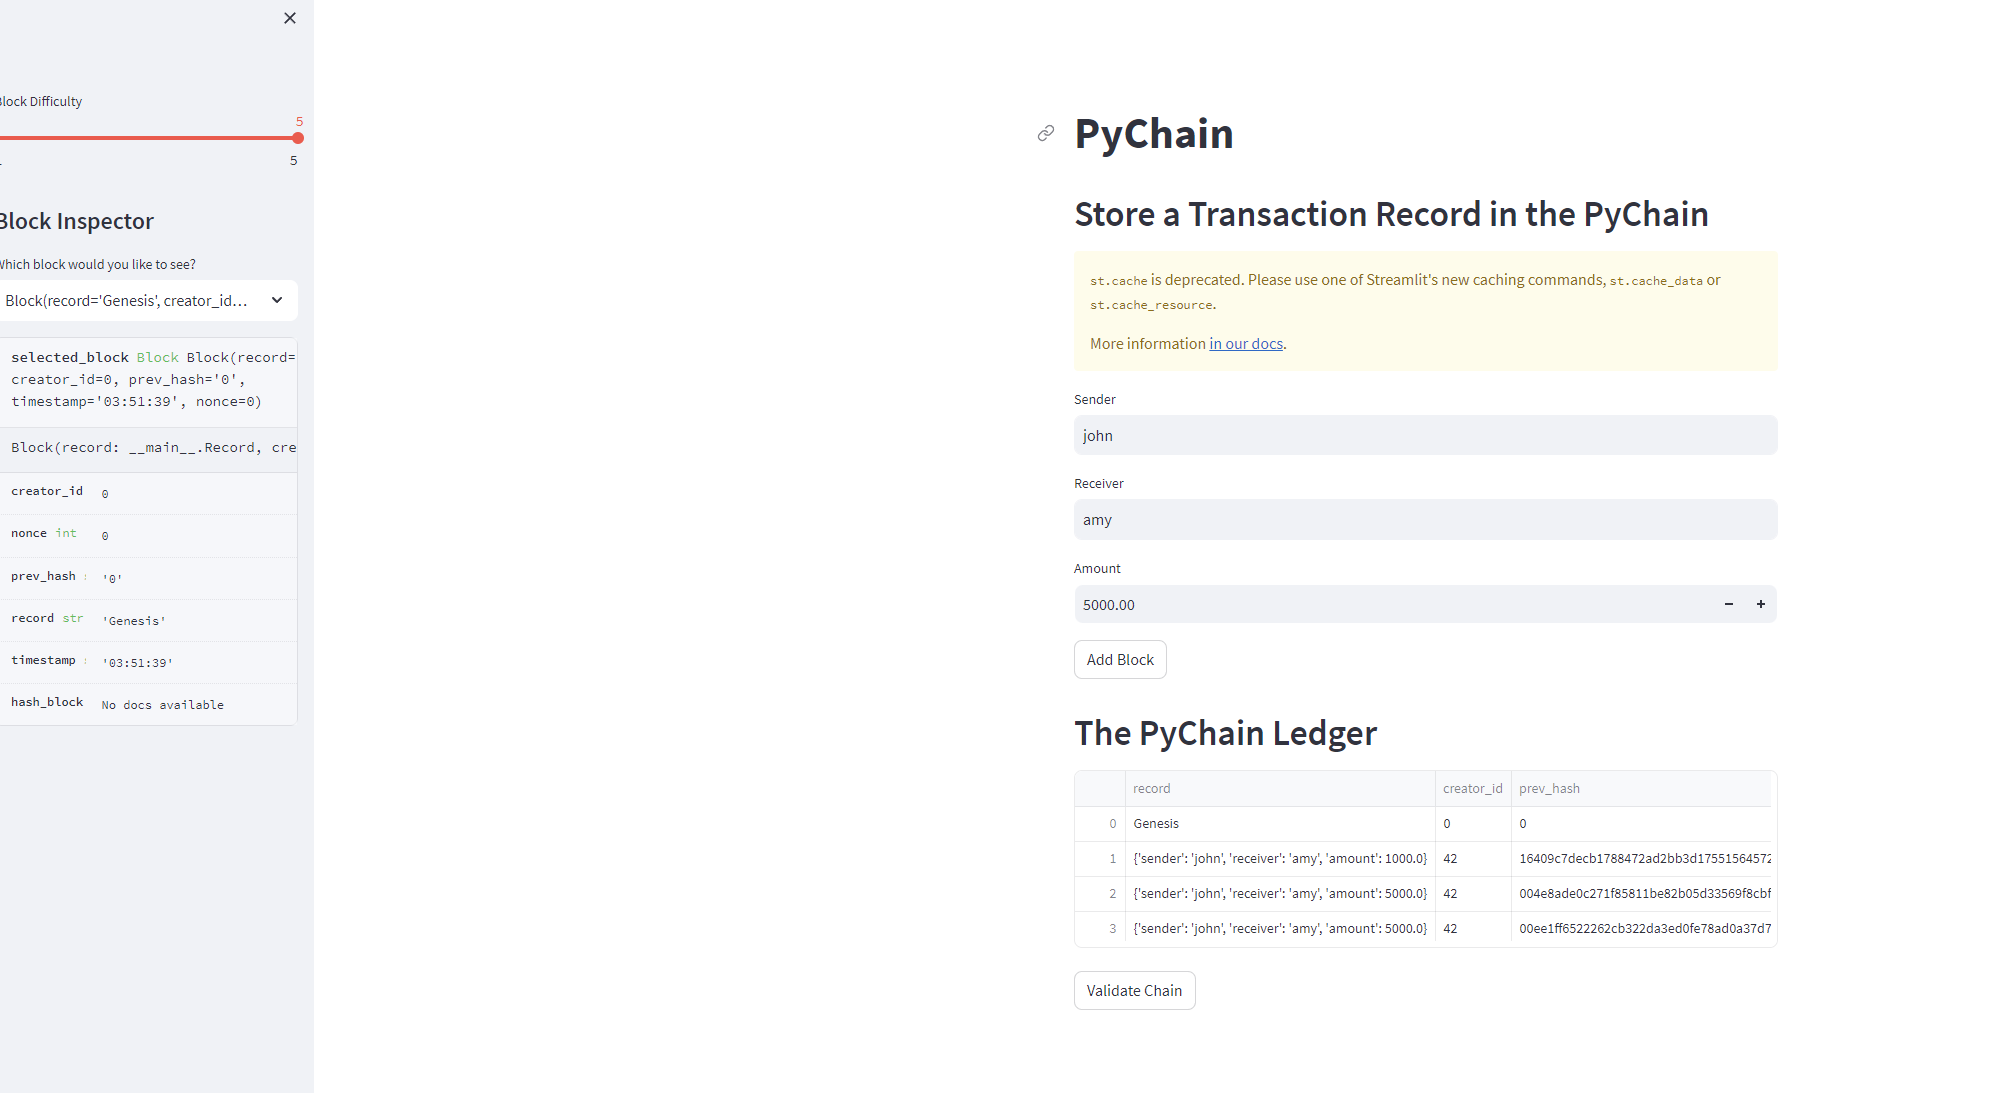 Block Difficulty
5
5
Block Inspector
Which block would you like to see?
Block(record='Genesis', creator_id...
selected_block Block Block(record=
creator_id=0, prev_hash='0',
timestamp='03:51:39', nonce=0)
Block(record: __main__.Record, cre
creator_id 0
nonce int 0
prev_hash '0'
record str 'Genesis'
timestamp '03:51:39'
hash_block No docs available
PyChain
Store a Transaction Record in the PyChain
st.cache is deprecated. Please use one of Streamlit's new caching commands, st.cache_data or
st.cache_resource.
More information in our docs.
Sender
john
Receiver
amy
Amount
5000.00 − +
Add Block
The PyChain Ledger
record creator_id prev_hash
0 Genesis 0 0
1 {'sender': 'john', 'receiver': 'amy', 'amount': 1000.0} 42 16409c7decb1788472ad2bb3d17551564572
2 {'sender': 'john', 'receiver': 'amy', 'amount': 5000.0} 42 004e8ade0c271f85811be82b05d33569f8cbf
3 {'sender': 'john', 'receiver': 'amy', 'amount': 5000.0} 42 00ee1ff6522262cb322da3ed0fe78ad0a37d7
Validate Chain